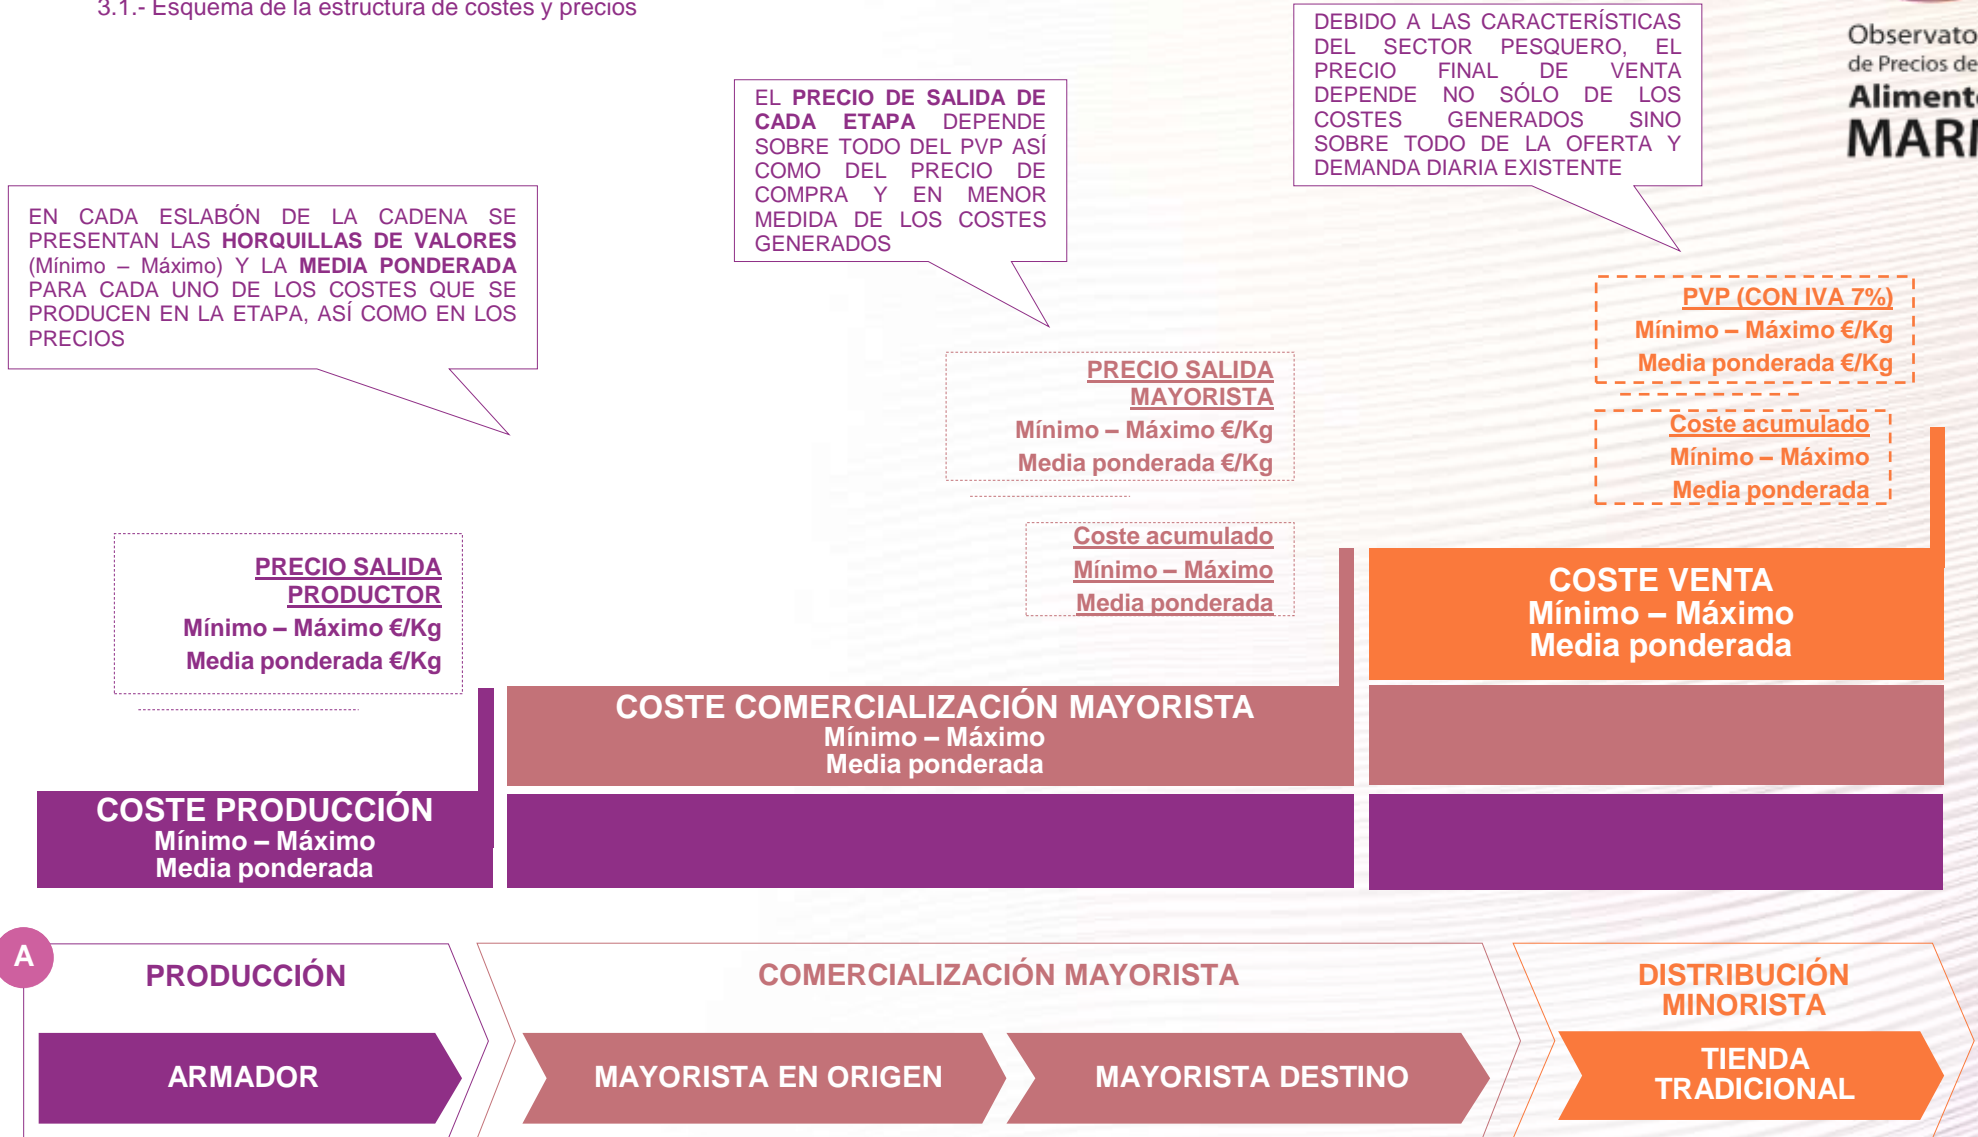 3.1.- Esquema de la estructura de costes y precios
Observato
de Precios de
Aliment
MAR
DEBIDO A LAS CARACTERÍSTICAS
DEL SECTOR PESQUERO, EL
PRECIO FINAL DE VENTA
DEPENDE NO SÓLO DE LOS
COSTES GENERADOS SINO
SOBRE TODO DE LA OFERTA Y
DEMANDA DIARIA EXISTENTE
EL PRECIO DE SALIDA DE
CADA ETAPA DEPENDE
SOBRE TODO DEL PVP ASÍ
COMO DEL PRECIO DE
COMPRA Y EN MENOR
MEDIDA DE LOS COSTES
GENERADOS
EN CADA ESLABÓN DE LA CADENA SE
PRESENTAN LAS HORQUILLAS DE VALORES
(Mínimo – Máximo) Y LA MEDIA PONDERADA
PARA CADA UNO DE LOS COSTES QUE SE
PRODUCEN EN LA ETAPA, ASÍ COMO EN LOS
PRECIOS
PVP (CON IVA 7%)
Mínimo – Máximo €/Kg
Media ponderada €/Kg
Coste acumulado
Mínimo – Máximo
Media ponderada
PRECIO SALIDA
MAYORISTA
Mínimo – Máximo €/Kg
Media ponderada €/Kg
Coste acumulado
Mínimo – Máximo
Media ponderada
PRECIO SALIDA
PRODUCTOR
Mínimo – Máximo €/Kg
Media ponderada €/Kg
COSTE VENTA
Mínimo – Máximo
Media ponderada
COSTE COMERCIALIZACIÓN MAYORISTA
Mínimo – Máximo
Media ponderada
COSTE PRODUCCIÓN
Mínimo – Máximo
Media ponderada
A
PRODUCCIÓN
COMERCIALIZACIÓN MAYORISTA
DISTRIBUCIÓN
MINORISTA
ARMADOR
MAYORISTA EN ORIGEN
MAYORISTA DESTINO
TIENDA
TRADICIONAL